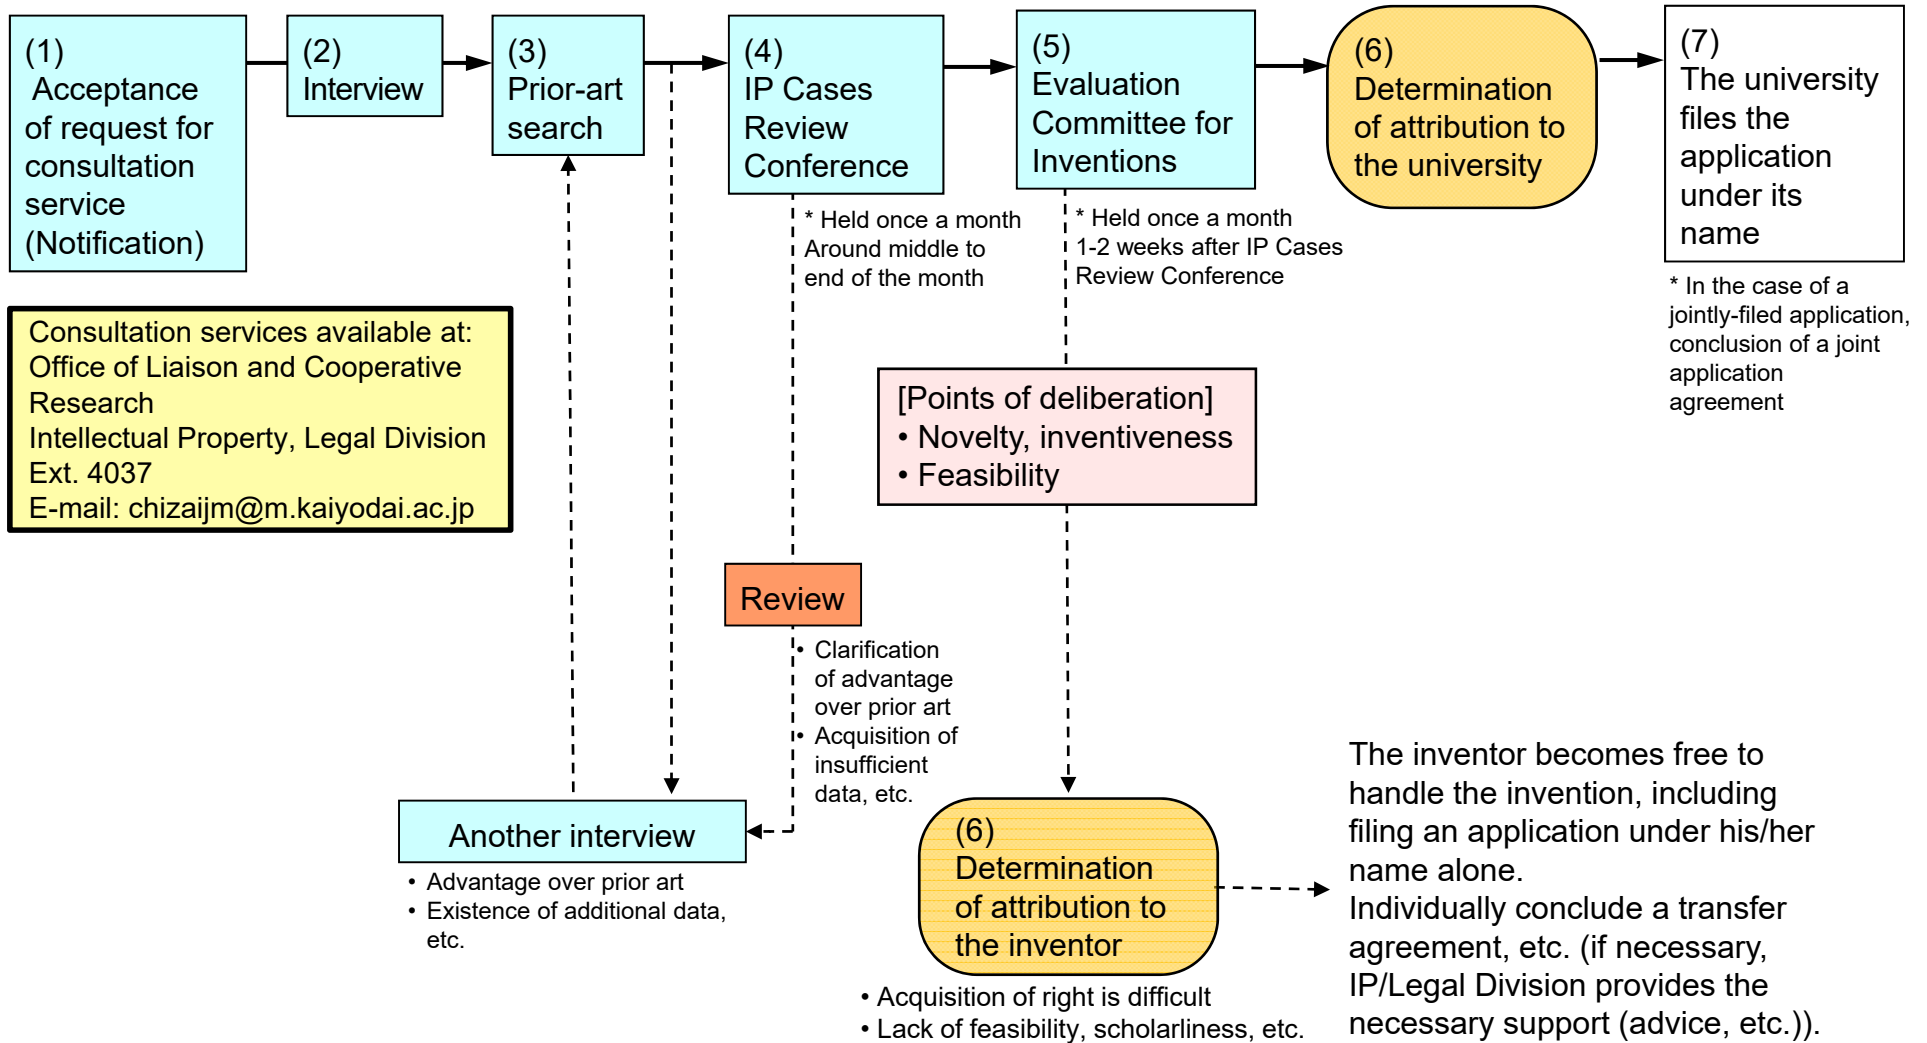 (1)
Acceptance
of request for
consultation
service
(Notification)
(2)
Interview
(3)
Prior-art
search
(4)
IP Cases
Review
Conference
(5)
Evaluation
Committee for
Inventions
(6)
Determination
of attribution to
the university
(7)
The university
files the
application
under its
name
* Held once a month
Around middle to
end of the month
* Held once a month
1-2 weeks after IP Cases
Review Conference
* In the case of a
jointly-filed application,
conclusion of a joint
application
agreement
Consultation services available at:
Office of Liaison and Cooperative
Research
Intellectual Property, Legal Division
Ext. 4037
E-mail: chizaijm@m.kaiyodai.ac.jp
[Points of deliberation]
• Novelty, inventiveness
• Feasibility
Review
• Clarification
of advantage
over prior art
• Acquisition of
insufficient
data, etc.
Another interview
• Advantage over prior art
• Existence of additional data,
etc.
(6)
Determination
of attribution to
the inventor
• Acquisition of right is difficult
• Lack of feasibility, scholarliness, etc.
The inventor becomes free to
handle the invention, including
filing an application under his/her
name alone.
Individually conclude a transfer
agreement, etc. (if necessary,
IP/Legal Division provides the
necessary support (advice, etc.)).